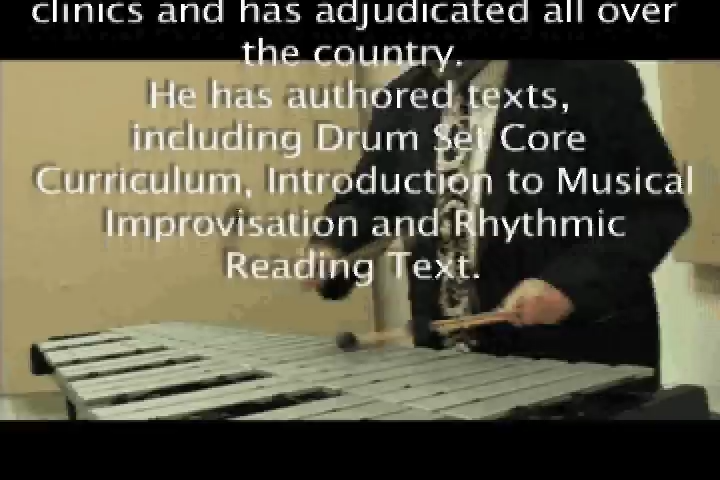 clinics and has adjudicated all over
the country.
He has authored texts,
including Drum Set Core
Curriculum, Introduction to Musical
Improvisation and Rhythmic
Reading Text.